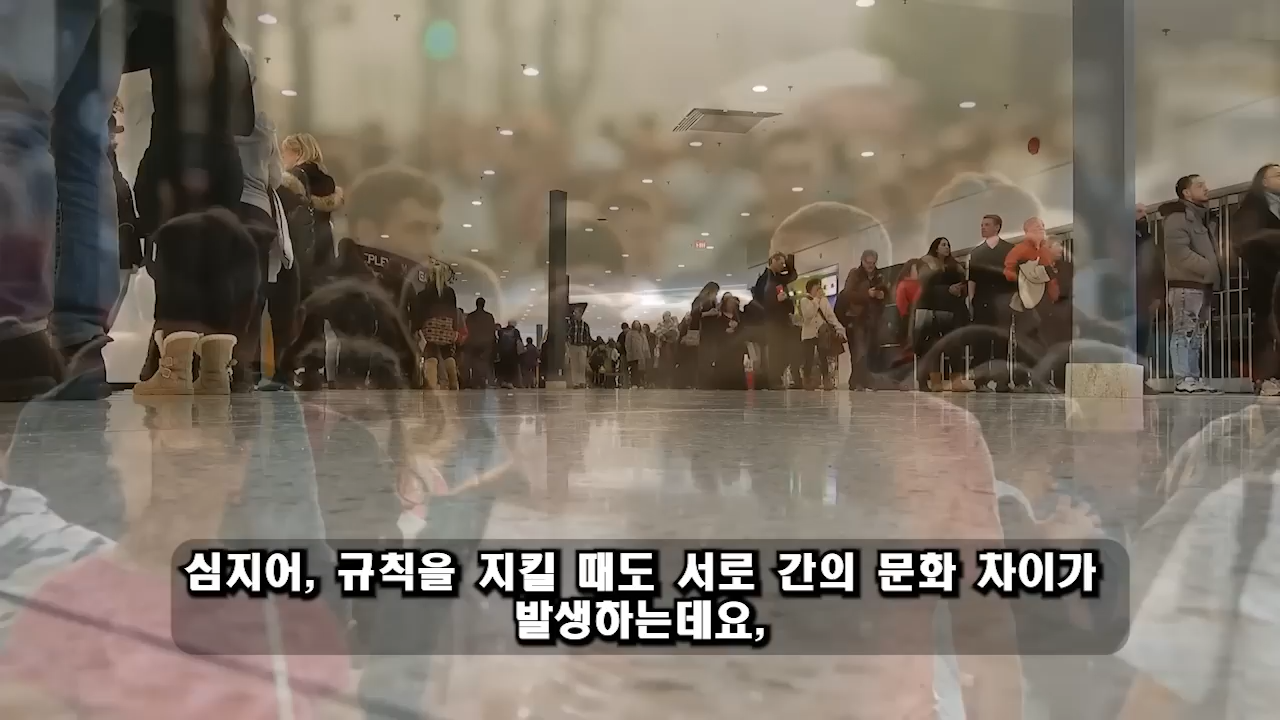 심지어, 규칙을 지킬 때도 서로 간의 문화 차이가
발생하는데요,